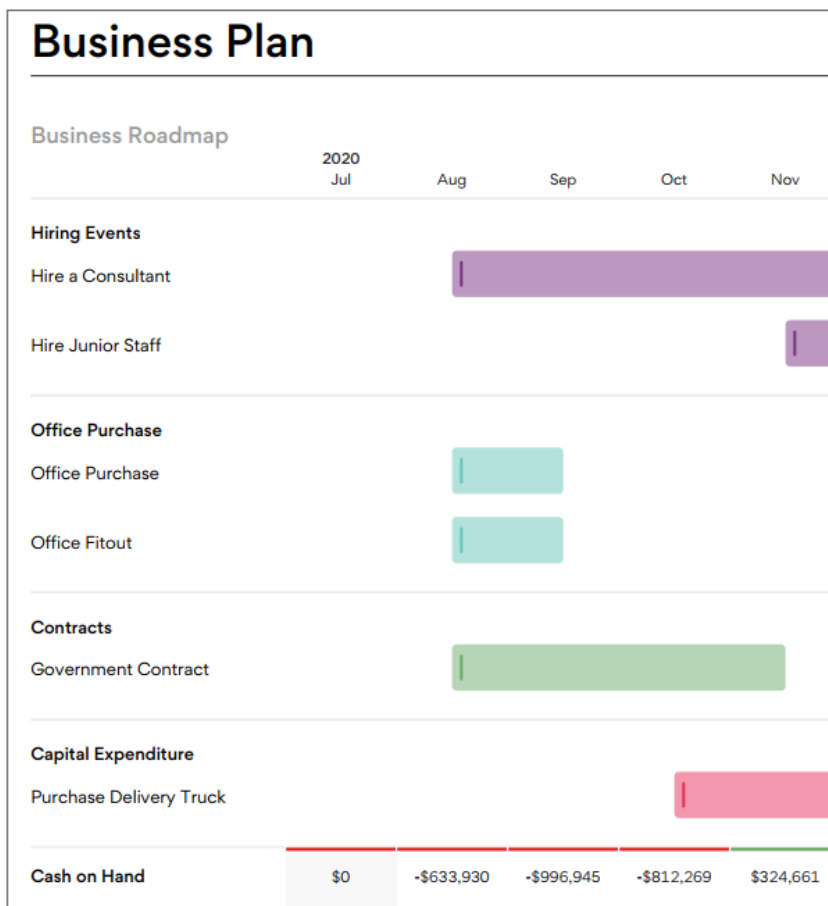 Business Plan
Business Roadmap
2020
Jul Aug Sep Oct Nov
Hiring Events
Hire a Consultant
Hire Junior Staff
Office Purchase
Office Purchase
Office Fitout
Contracts
Government Contract
Capital Expenditure
Purchase Delivery Truck
Cash on Hand $0 -$633,930 -$996,945 -$812,269 $324,661